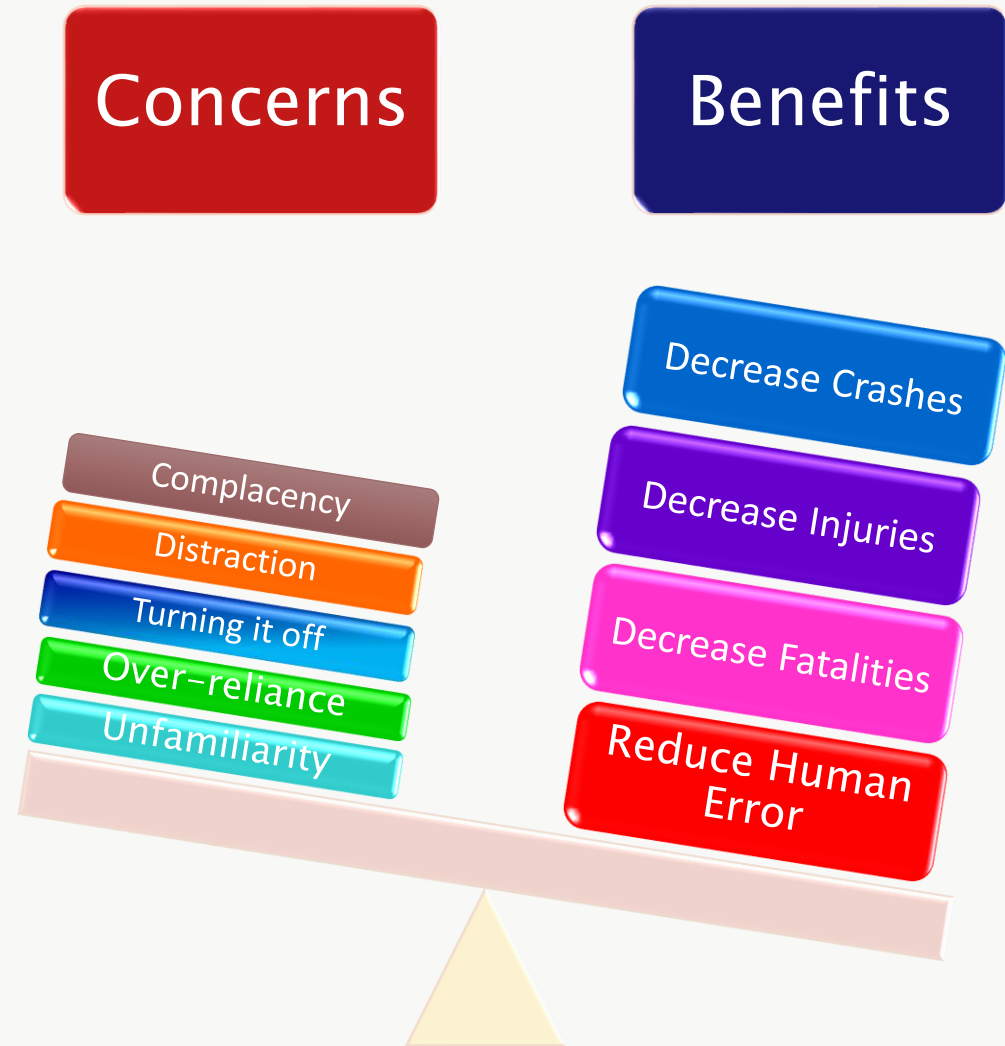 Concerns
Benefits
Complacency
Distraction
Turning it off
Over-reliance
Unfamiliarity
Decrease Crashes
Decrease Injuries
Decrease Fatalities
Reduce Human
Error